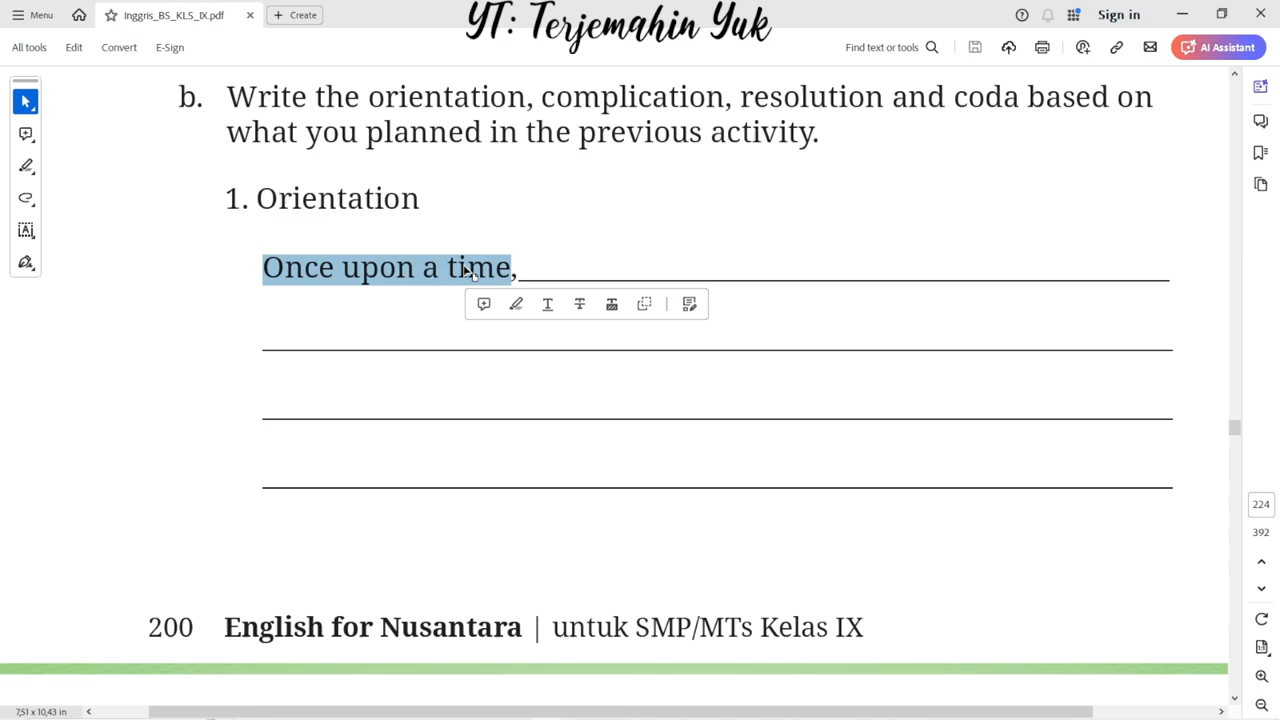 Menu
Inggris_BS_KLS_IX.pdf
Create
YT: Terjemahin Yuk
Sign in
All tools
Edit
Convert
E-Sign
Find text or tools
AI Assistant
b. Write the orientation, complication, resolution and coda based on
what you planned in the previous activity.
1. Orientation
Once upon a time,
224
392
200 English for Nusantara | untuk SMP/MTs Kelas IX
7,51 x 10,43 in